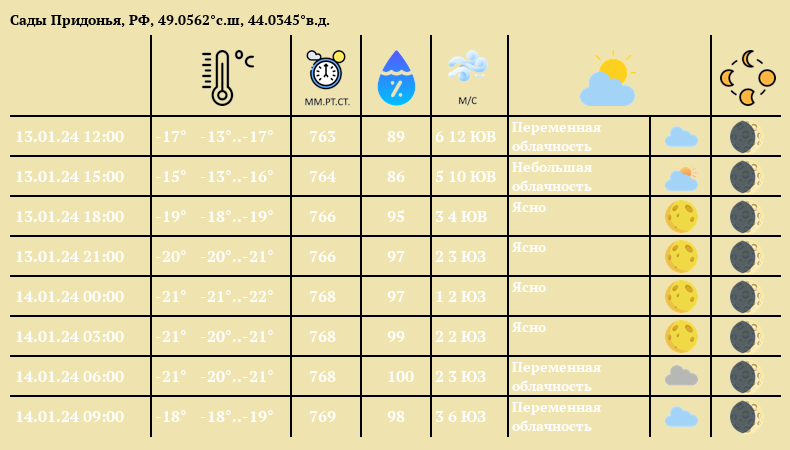 Сады Придонья, РФ, 49.0562°с.ш, 44.0345°в.д.
°C
ММ.РТ.СТ.
%
М/С
13.01.24 12:00 -17° -13°..-17° 763 89 6 12 ЮВ Переменная облачность
13.01.24 15:00 -15° -13°..-16° 764 86 5 10 ЮВ Небольшая облачность
13.01.24 18:00 -19° -18°..-19° 766 95 3 4 ЮВ Ясно
13.01.24 21:00 -20° -20°..-21° 766 97 2 3 ЮЗ Ясно
14.01.24 00:00 -21° -21°..-22° 768 97 1 2 ЮЗ Ясно
14.01.24 03:00 -21° -20°..-21° 768 99 2 2 ЮЗ Ясно
14.01.24 06:00 -21° -20°..-21° 768 100 2 3 ЮЗ Переменная облачность
14.01.24 09:00 -18° -18°..-19° 769 98 3 6 ЮЗ Переменная облачность